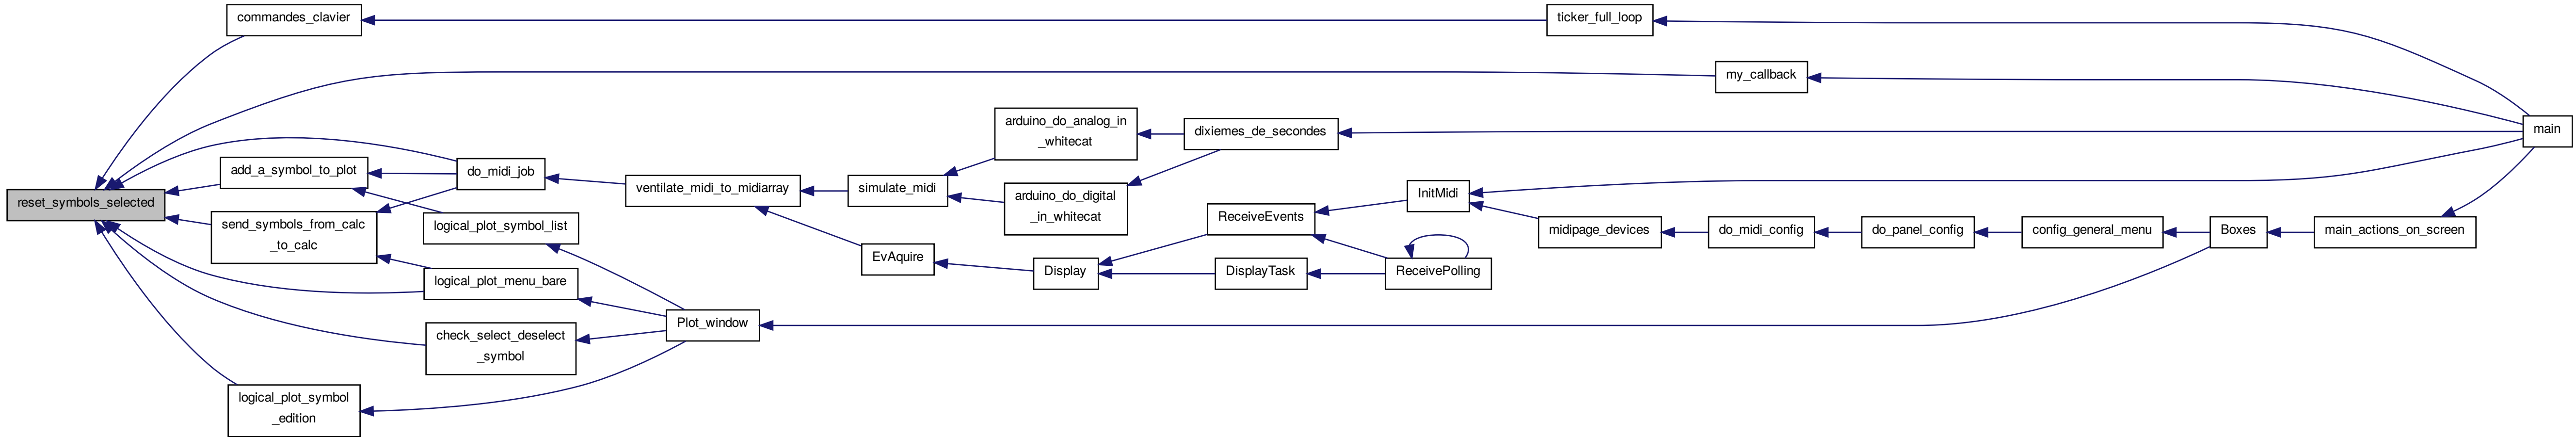 commandes_clavier
ticker_full_loop
my_callback
main
arduino_do_analog_in
_whitecat
dixiemes_de_secondes
add_a_symbol_to_plot
do_midi_job
ventilate_midi_to_midiarray
simulate_midi
arduino_do_digital
_in_whitecat
reset_symbols_selected
send_symbols_from_calc
_to_calc
logical_plot_symbol_list
EvAquire
Display
ReceiveEvents
DisplayTask
InitMidi
ReceivePolling
midipage_devices
do_midi_config
do_panel_config
config_general_menu
Boxes
main_actions_on_screen
logical_plot_menu_bare
Plot_window
check_select_deselect
_symbol
logical_plot_symbol
_edition